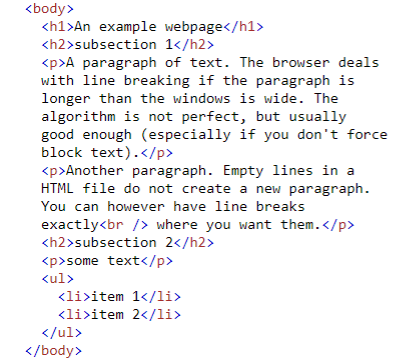 <body>
<h1>An example webpage</h1>
<h2>subsection 1</h2>
<p>A paragraph of text. The browser deals
with line breaking if the paragraph is
longer than the windows is wide. The
algorithm is not perfect, but usually
good enough (especially if you don't force
block text).</p>
<p>Another paragraph. Empty lines in a
HTML file do not create a new paragraph.
You can however have line breaks
exactly<br /> where you want them.</p>
<h2>subsection 2</h2>
<p>some text</p>
<ul>
<li>item 1</li>
<li>item 2</li>
</ul>
</body>